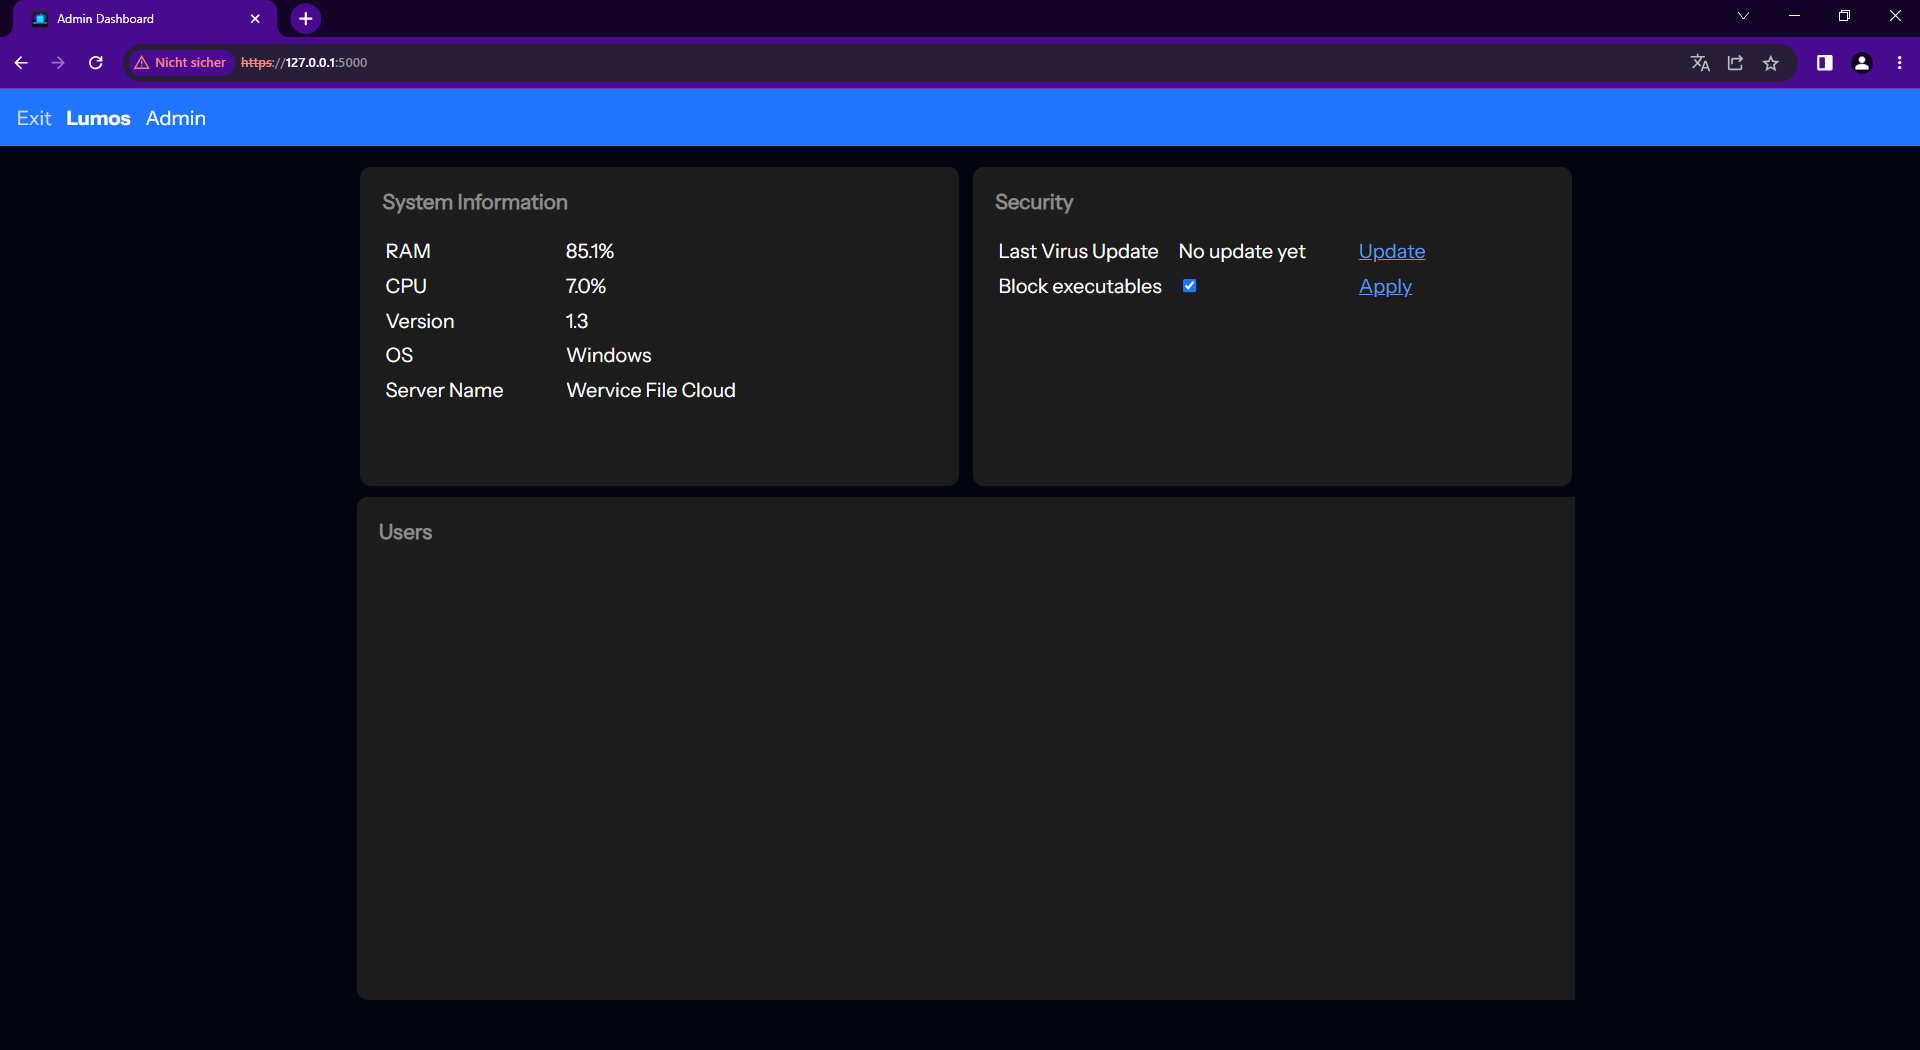 Admin Dashboard
Nicht sicher https://127.0.0.1:5000
Exit Lumos Admin
System Information
RAM 85.1%
CPU 7.0%
Version 1.3
OS Windows
Server Name Wervice File Cloud
Security
Last Virus Update No update yet Update
Block executables Apply
Users